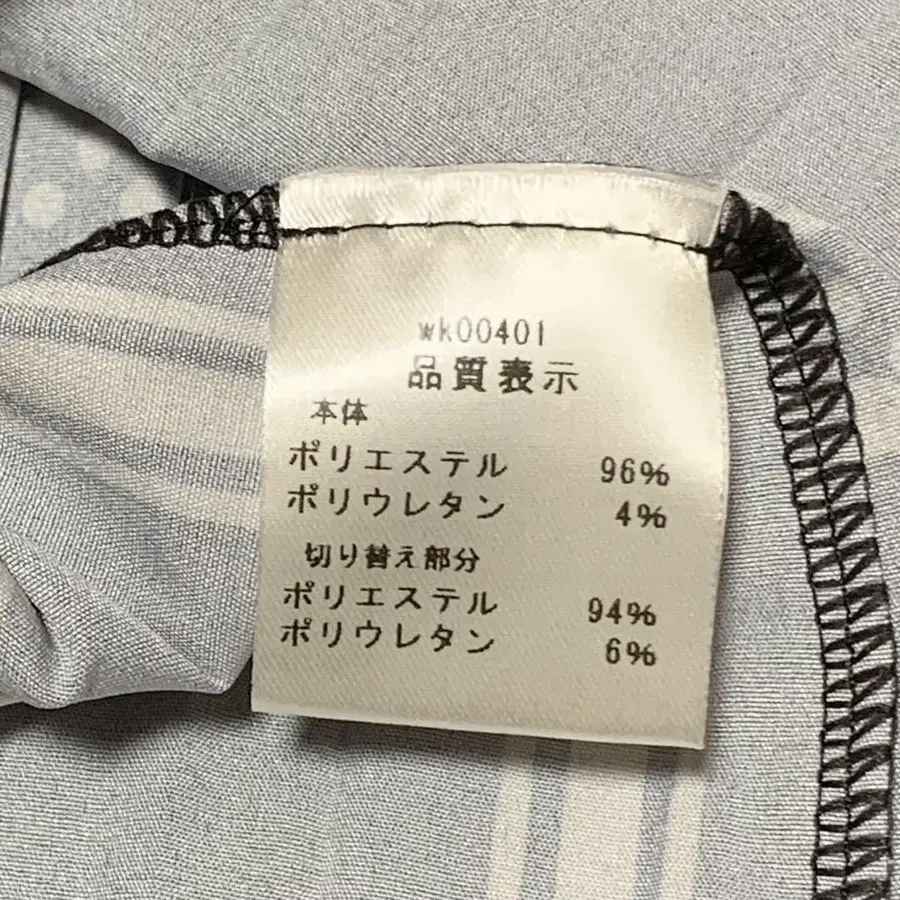 wk00401
品質表示
本体
ポリエステル 96%
ポリウレタン 4%
切り替え部分
ポリエステル 94%
ポリウレタン 6%